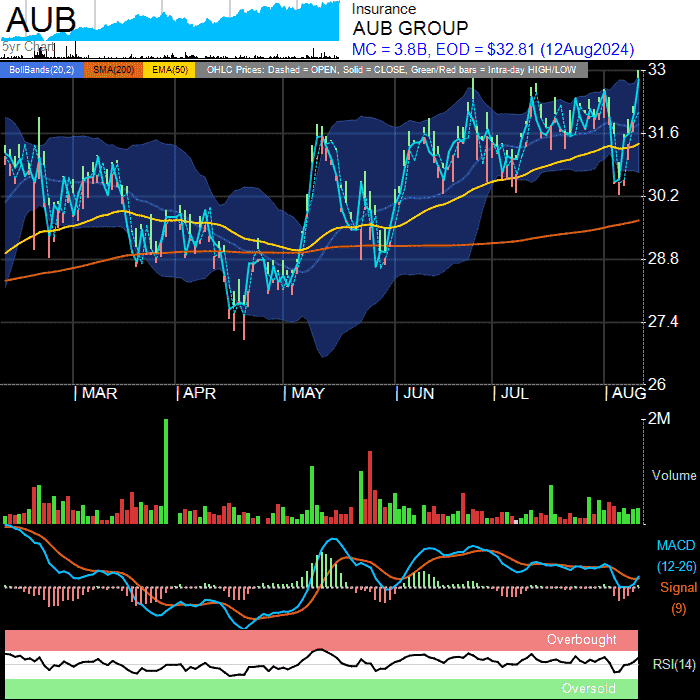 AUB
5yr Chart
Insurance
AUB GROUP
MC = 3.8B, EOD = $32.81 (12Aug2024)
BollBands(20,2) SMA(200) EMA(50) OHLC Prices: Dashed = OPEN, Solid = CLOSE, Green/Red bars = Intra-day HIGH/LOW
33
31.6
30.2
28.8
27.4
26
MAR APR MAY JUN JUL AUG
2M
Volume
MACD
(12-26)
Signal
(9)
Overbought
RSI(14)
Oversold